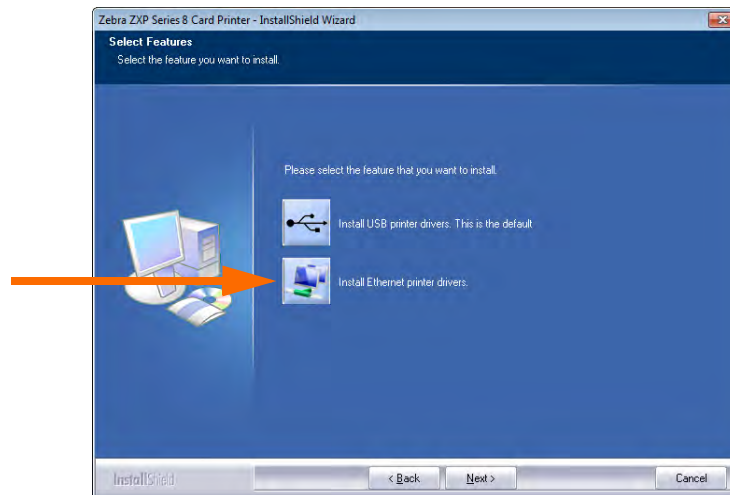 Zebra ZXP Series 8 Card Printer - InstallShield Wizard
Select Features
Select the feature you want to install.
Please select the feature that you want to install.
Install USB printer drivers. This is the default
Install Ethernet printer drivers.
InstallShield
< Back
Next >
Cancel